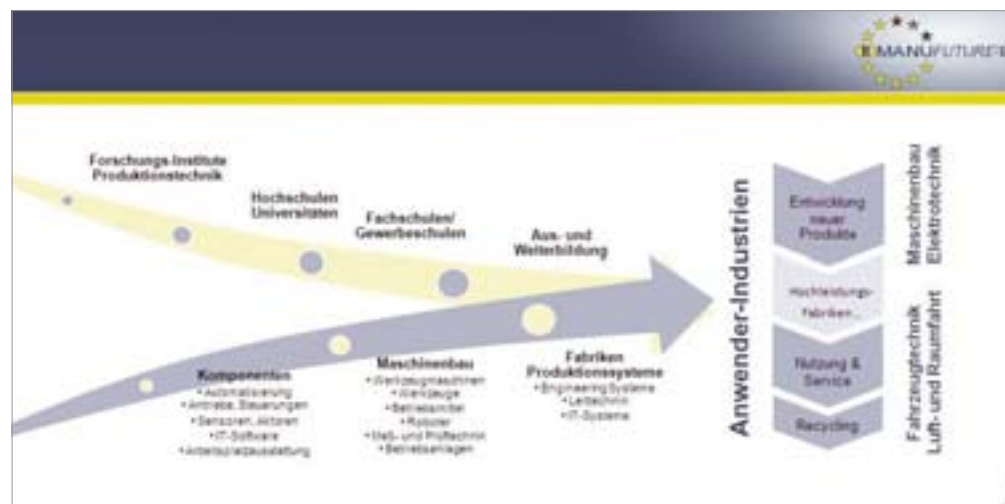 MANUFUTURE
Forschungs-Institute
Produktionstechnik
Hochschulen
Universitäten
Fachschulen/
Gewerbeschulen
Aus- und
Weiterbildung
Komponenten
• Automatisierung
• Antriebe, Steuerungen
• Sensoren, Aktoren
• IT-Software
• Arbeitsplatzausstattung
Maschinenbau
• Werkzeugmaschinen
• Werkzeuge
• Betriebsmittel
• Roboter
• Meß- und Prüftechnik
• Betriebsanlagen
Fabriken
Produktionssysteme
• Engineering Systeme
• Leittechnik
• IT-Systeme
Anwender-Industrien
Entwicklung
neuer
Produkte
Hochleistungs-
Fabriken...
Nutzung &
Service
Recycling
Maschinenbau
Elektrotechnik
Fahrzeugtechnik
Luft- und Raumfahrt